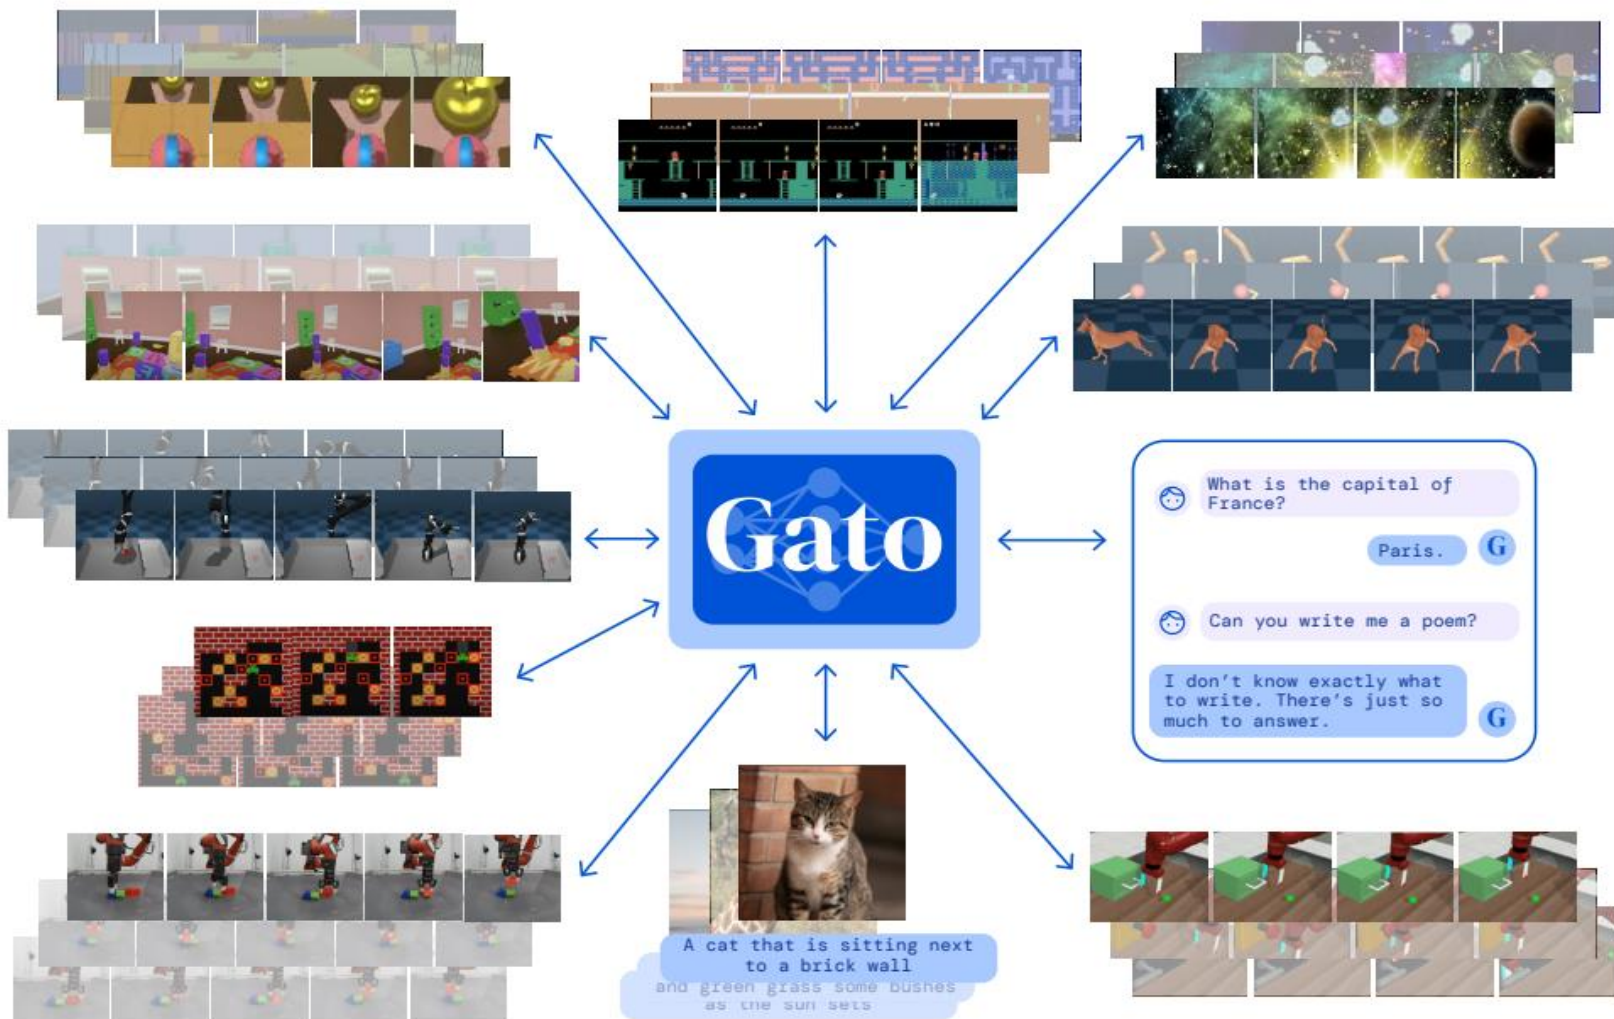 Gato
What is the capital of
France?
Paris.
G
Can you write me a poem?
I don't know exactly what
to write. There's just so
much to answer.
G
A cat that is sitting next
to a brick wall
and green grass some bushes
as the sun sets